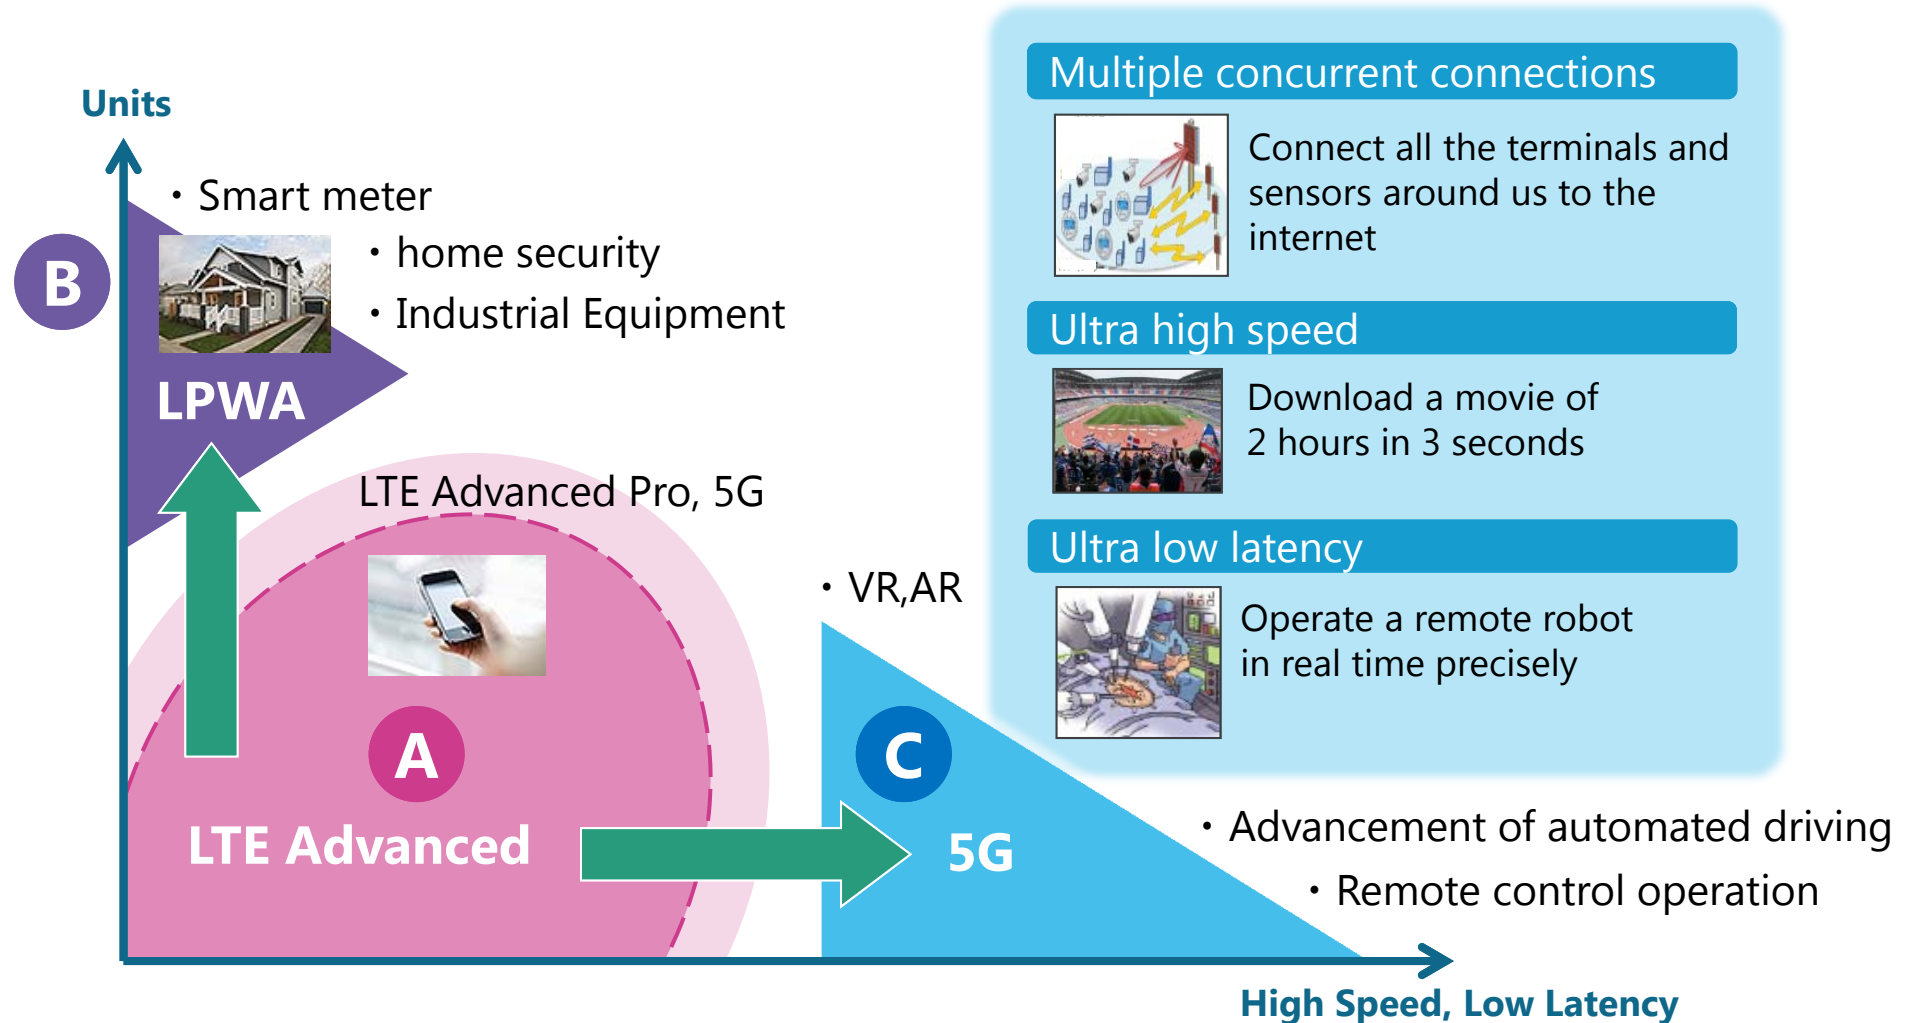 Units
・Smart meter
B
・home security
・Industrial Equipment
LPWA
LTE Advanced Pro, 5G
A
LTE Advanced
・VR,AR
C
5G
Multiple concurrent connections
Connect all the terminals and
sensors around us to the
internet
Ultra high speed
Download a movie of
2 hours in 3 seconds
Ultra low latency
Operate a remote robot
in real time precisely
・Advancement of automated driving
・Remote control operation
High Speed, Low Latency